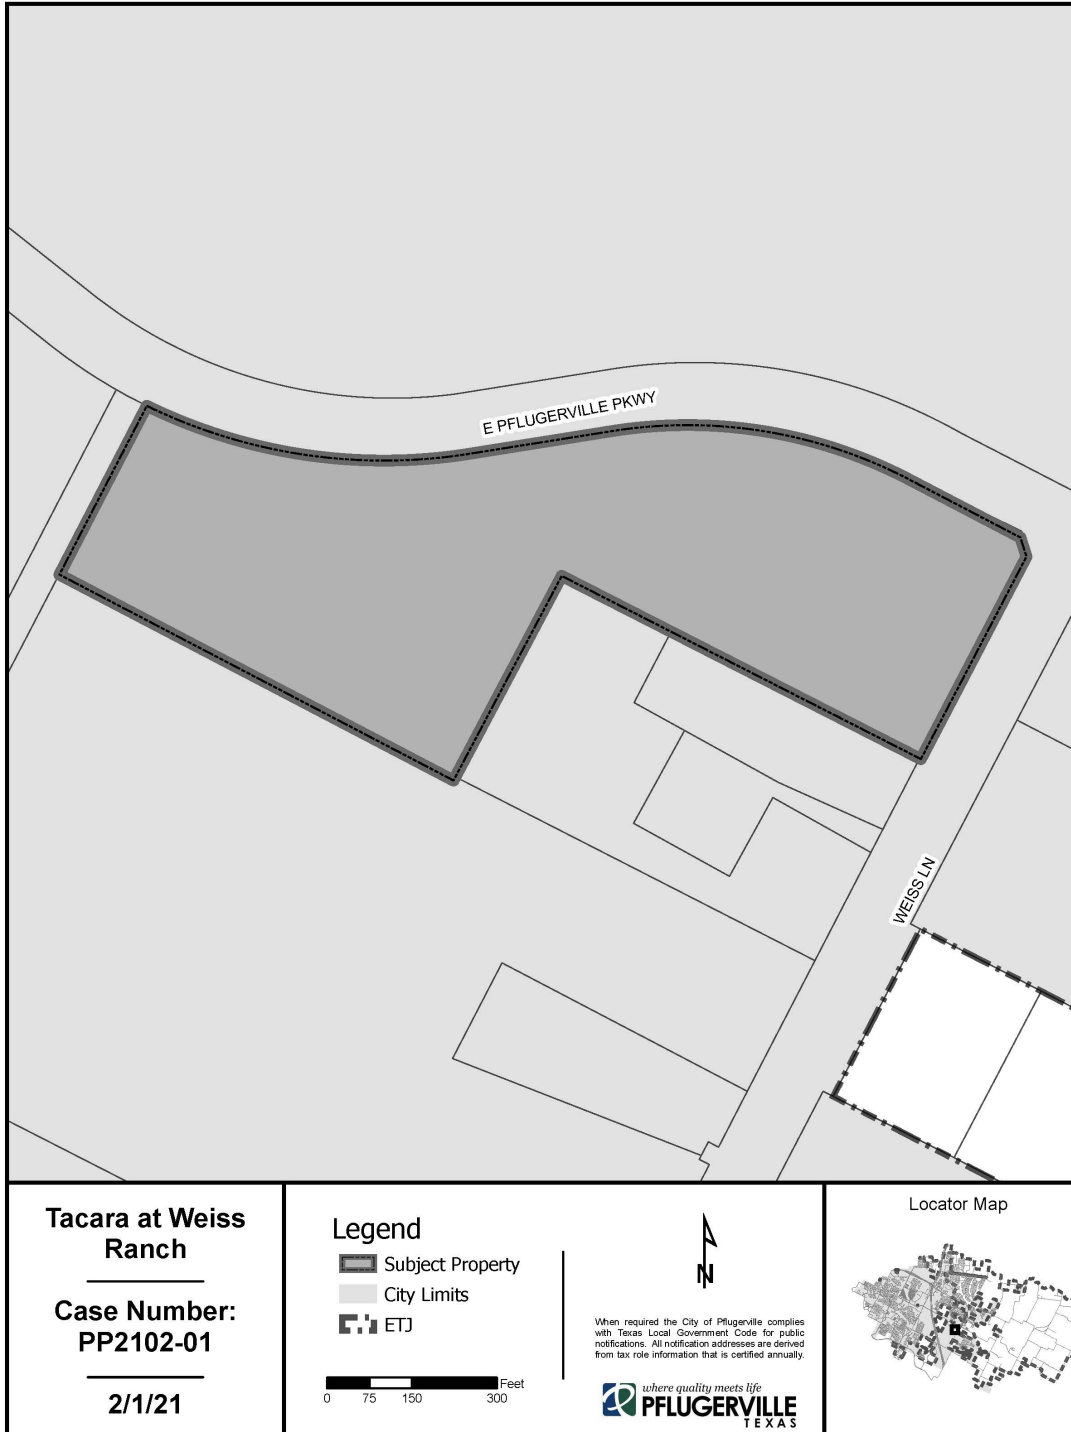 E PFLUGERVILLE PKWY
WEISS LN
Tacara at Weiss
Ranch
Case Number:
PP2102-01
2/1/21
Legend
Subject Property
City Limits
ETJ
Feet
0 75 150 300
N
When required the City of Pflugerville complies
with Texas Local Government Code for public
notifications. All notification addresses are derived
from tax role information that is certified annually.
where quality meets life
PFLUGERVILLE
TEXAS
Locator Map